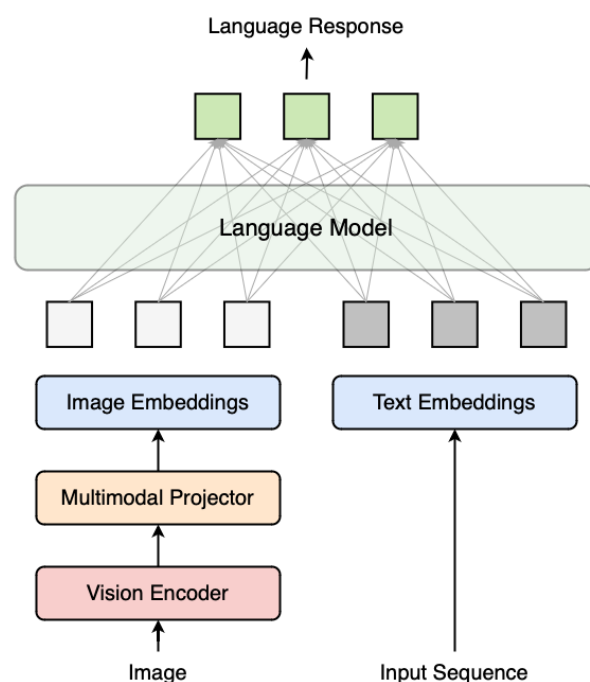 Language Response
Language Model
Image Embeddings
Text Embeddings
Multimodal Projector
Vision Encoder
Image
Input Sequence